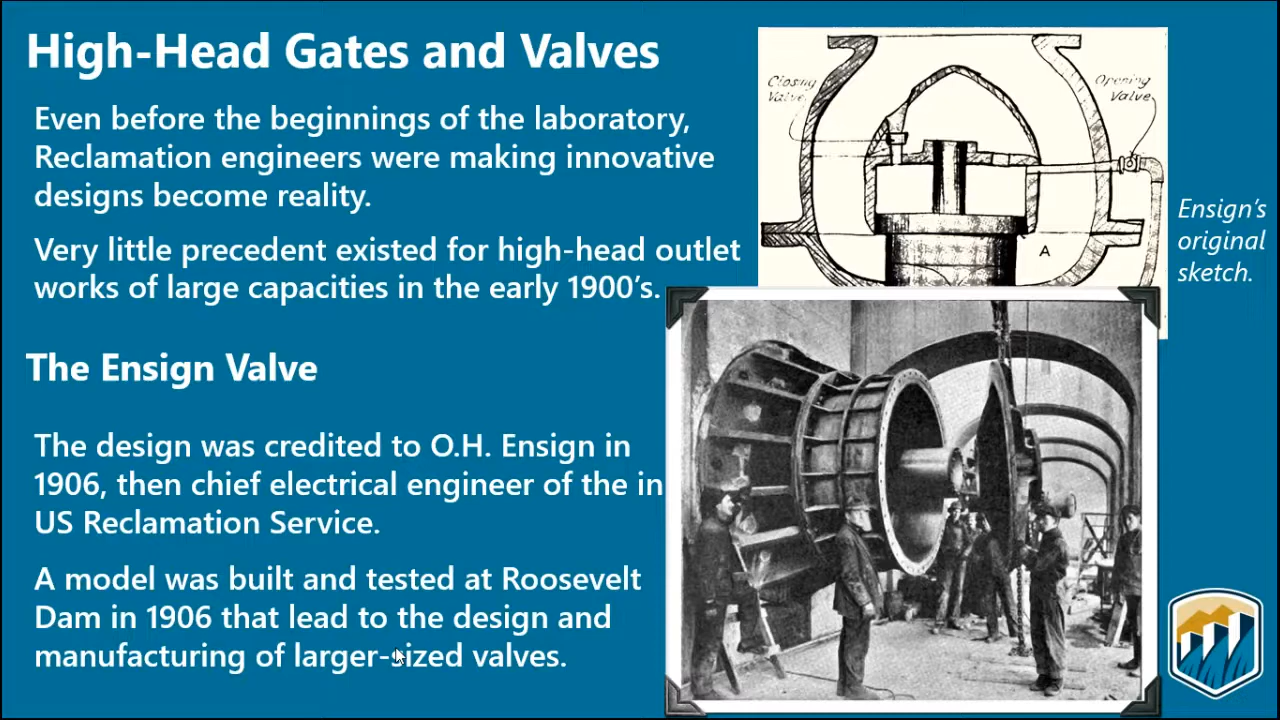 High-Head Gates and Valves
Even before the beginnings of the laboratory,
Reclamation engineers were making innovative
designs become reality.
Very little precedent existed for high-head outlet
works of large capacities in the early 1900's.
The Ensign Valve
The design was credited to O.H. Ensign in
1906, then chief electrical engineer of the in
US Reclamation Service.
A model was built and tested at Roosevelt
Dam in 1906 that lead to the design and
manufacturing of larger-sized valves.
Closing
Valve
Opening
Valve
A
Ensign's
original
sketch.